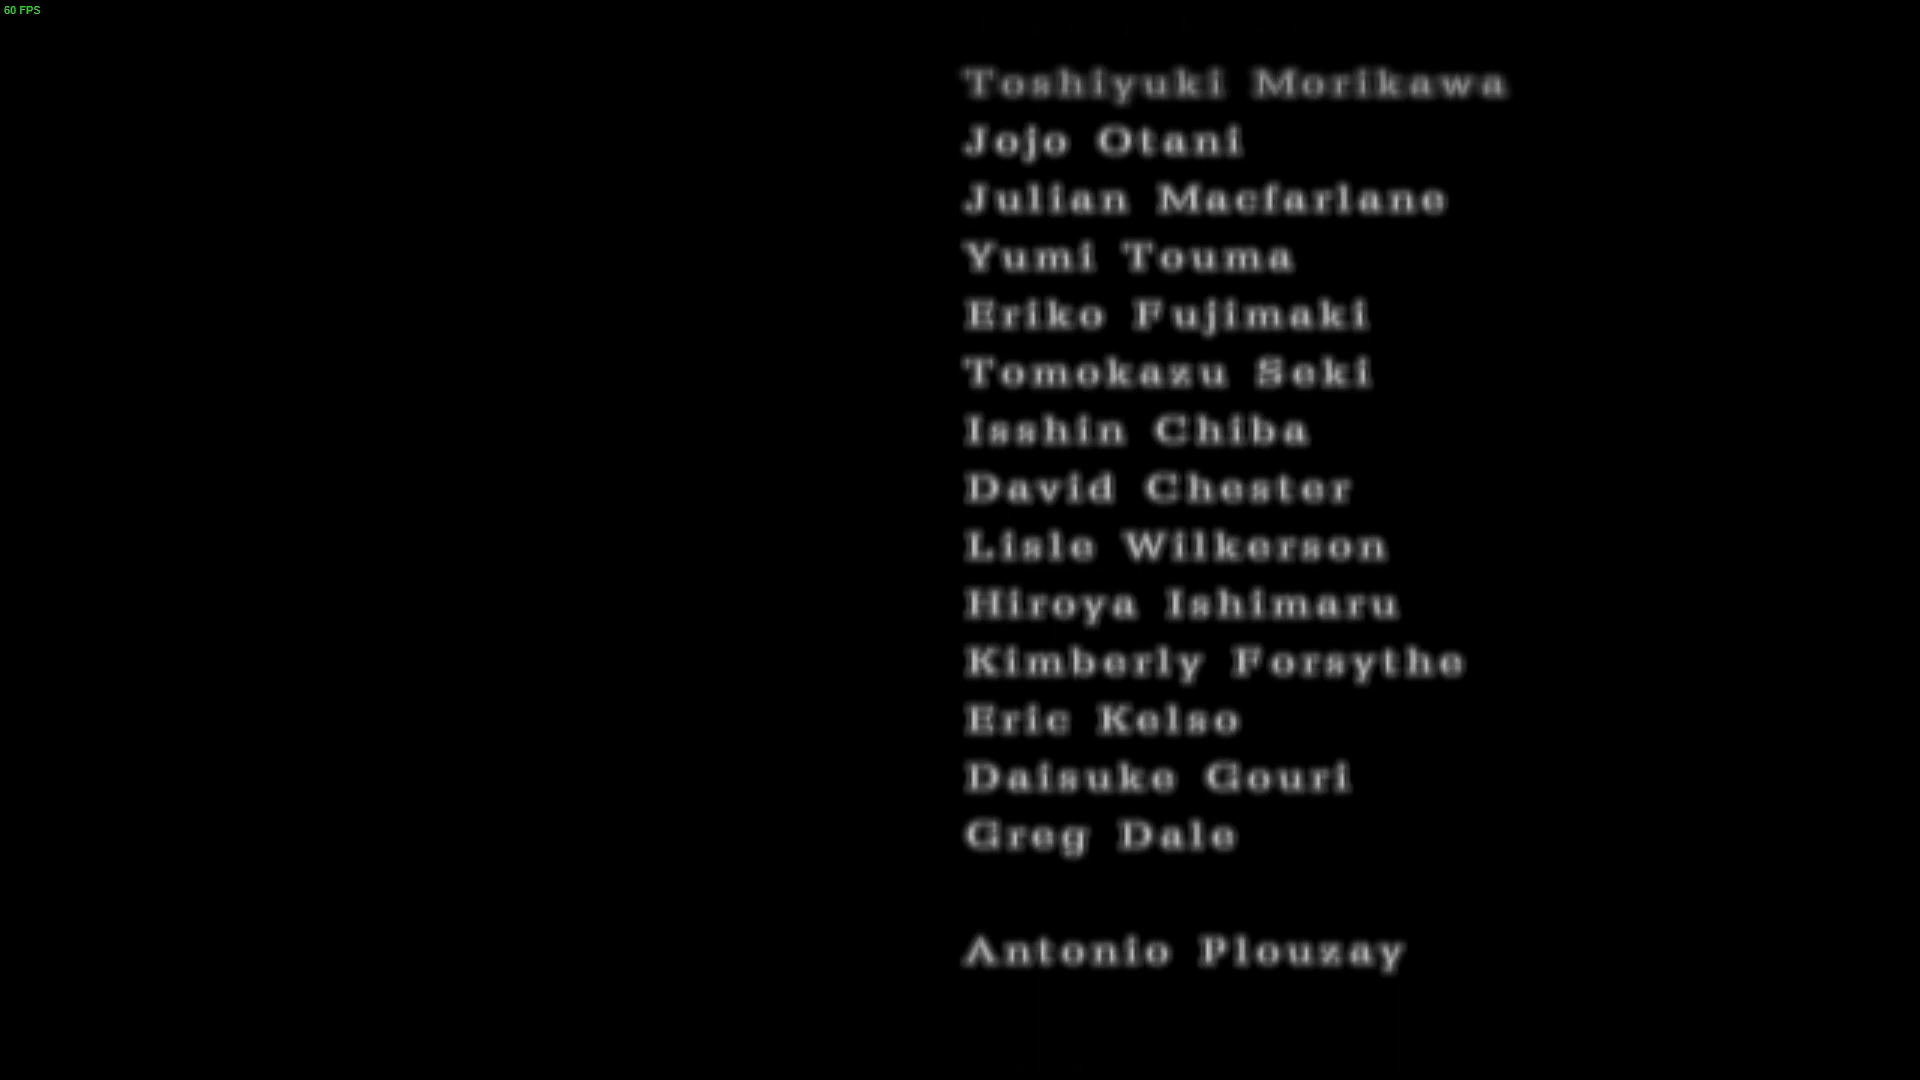 60 FPS
Toshiyuki Morikawa
Jojo Otani
Julian Macfarlane
Yumi Touma
Eriko Fujimaki
Tomokazu Seki
Isshin Chiba
David Chester
Lisle Wilkerson
Hiroya Ishimaru
Kimberly Forsythe
Eric Kelso
Daisuke Gouri
Greg Dale
Antonio Plouzay